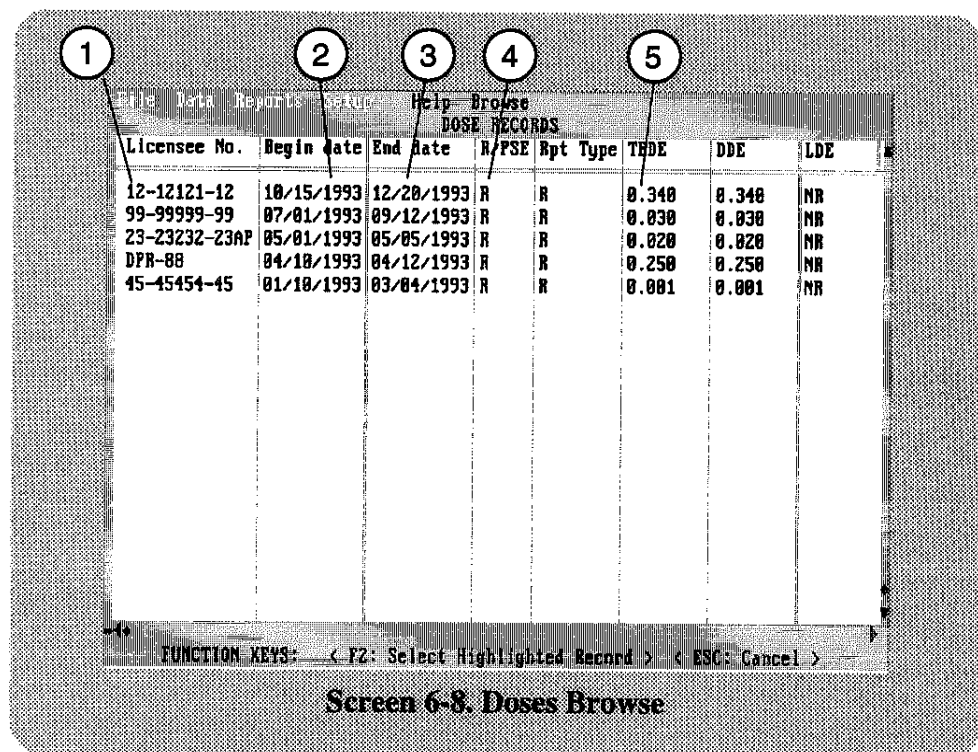 1 2 3 4 5
File Data Reports Setup Help Browse
DOSE RECORDS
Licensee No. Begin date End date R/PSE Rpt Type TEDE DDE LDE
12-12121-12 10/15/1993 12/20/1993 R R 0.340 0.340 NR
99-99999-99 07/01/1993 09/12/1993 R R 0.030 0.030 NR
23-23232-23AP 05/01/1993 05/05/1993 R R 0.020 0.020 NR
DPR-88 04/10/1993 04/12/1993 R R 0.250 0.250 NR
45-45454-45 01/10/1993 03/04/1993 R R 0.001 0.001 NR
FUNCTION KEYS: < F2: Select Highlighted Record > < ESC: Cancel >
Screen 6-8. Doses Browse